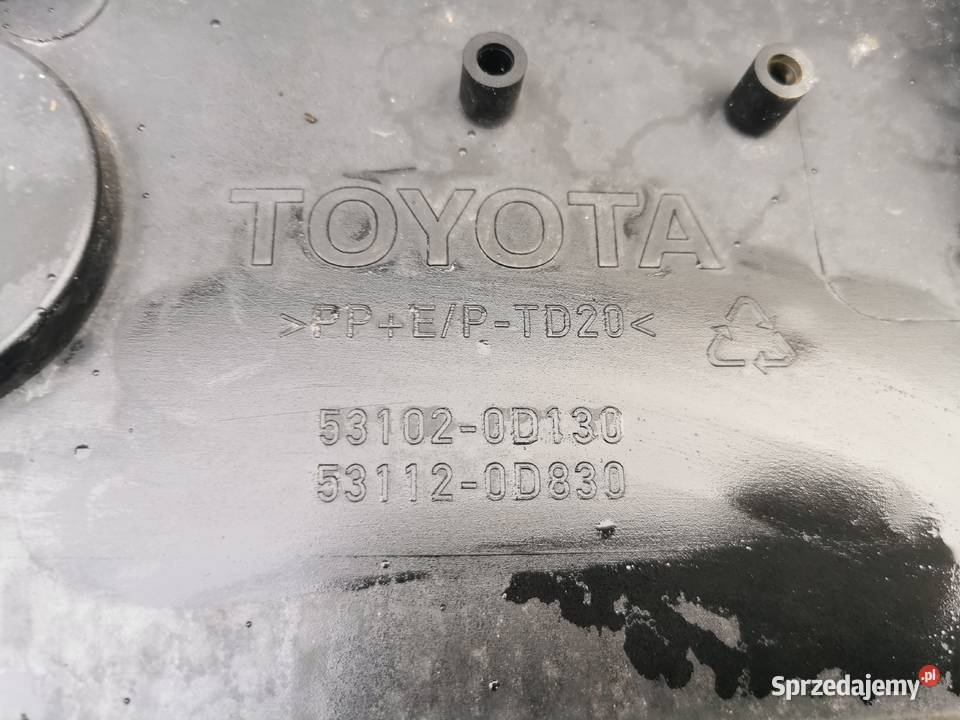 TOYOTA
>PP+E/P-TD20<
53102-0D130
53112-0D830
Sprzedajemy.pl